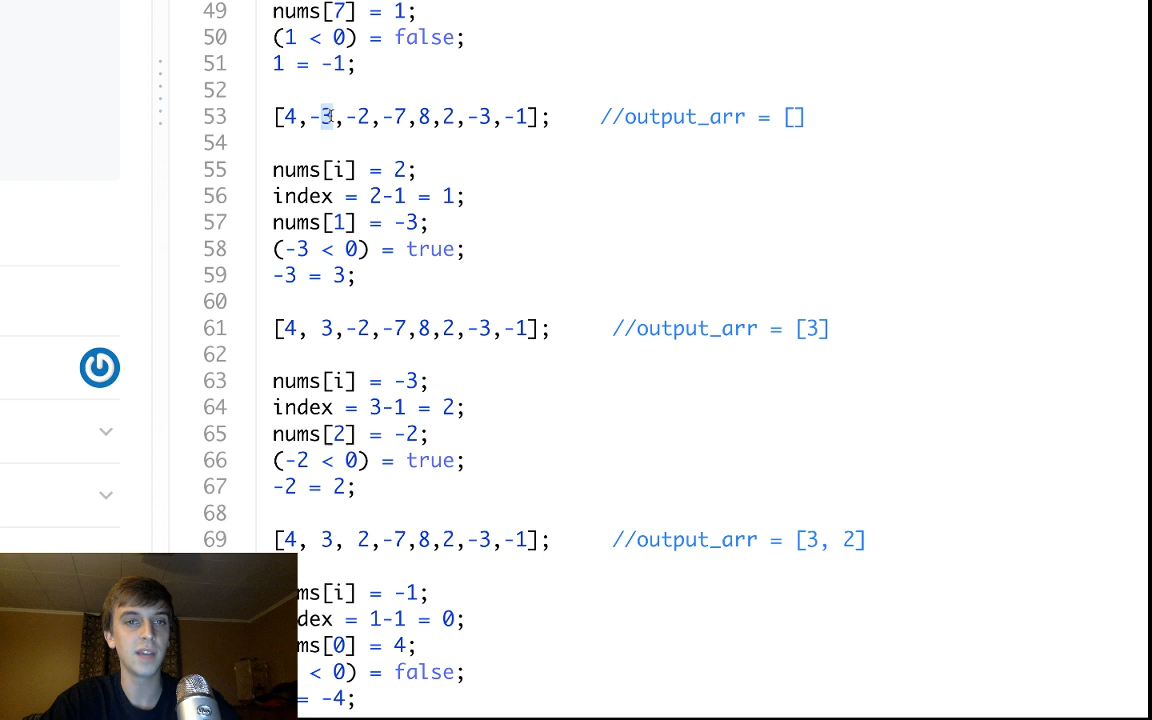 49 nums[7] = 1;
50 (1 < 0) = false;
51 1 = -1;
52
53 [4,-3,-2,-7,8,2,-3,-1]; //output_arr = []
54
55 nums[i] = 2;
56 index = 2-1 = 1;
57 nums[1] = -3;
58 (-3 < 0) = true;
59 -3 = 3;
60
61 [4, 3,-2,-7,8,2,-3,-1]; //output_arr = [3]
62
63 nums[i] = -3;
64 index = 3-1 = 2;
65 nums[2] = -2;
66 (-2 < 0) = true;
67 -2 = 2;
68
69 [4, 3, 2,-7,8,2,-3,-1]; //output_arr = [3, 2]
ms[i] = -1;
dex = 1-1 = 0;
ms[0] = 4;
< 0) = false;
= -4;